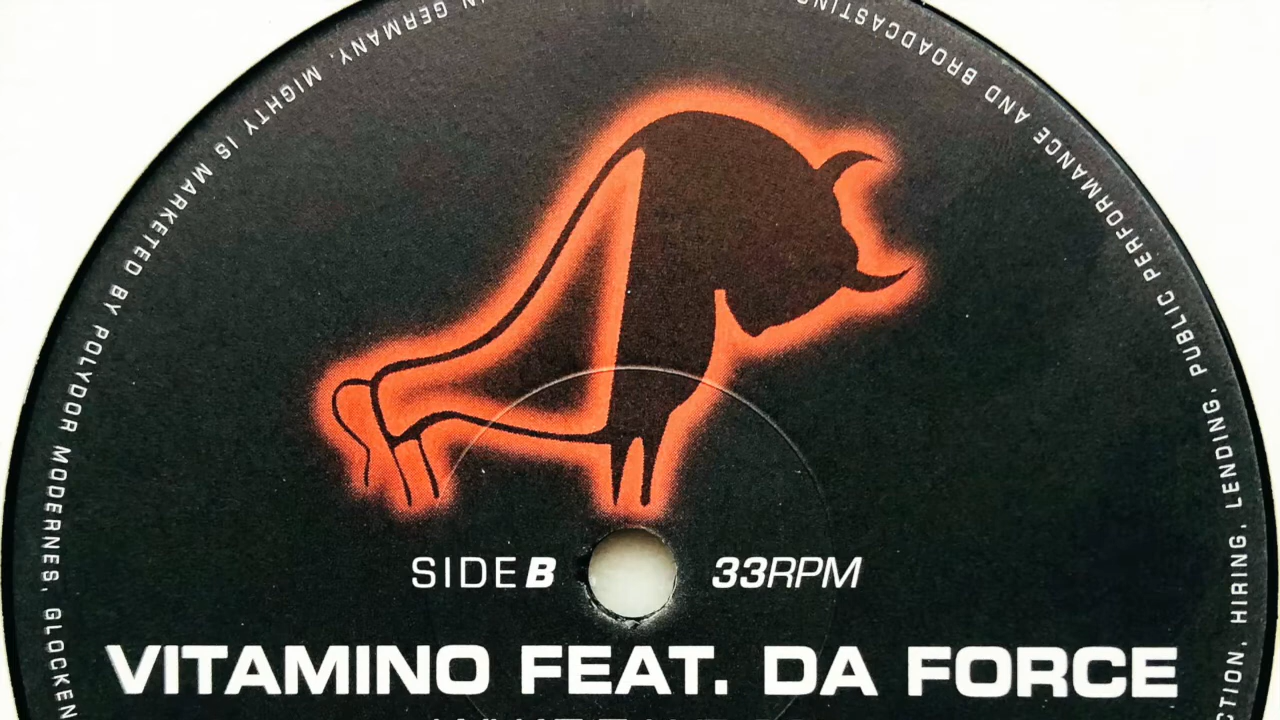 IN GERMANY, MIGHTY IS MARKETED BY POLYDOR MODERNES, GLOCKEN
HIRING, LENDING, PUBLIC PERFORMANCE AND BROADCASTING
SIDE B 33RPM
VITAMINO FEAT. DA FORCE